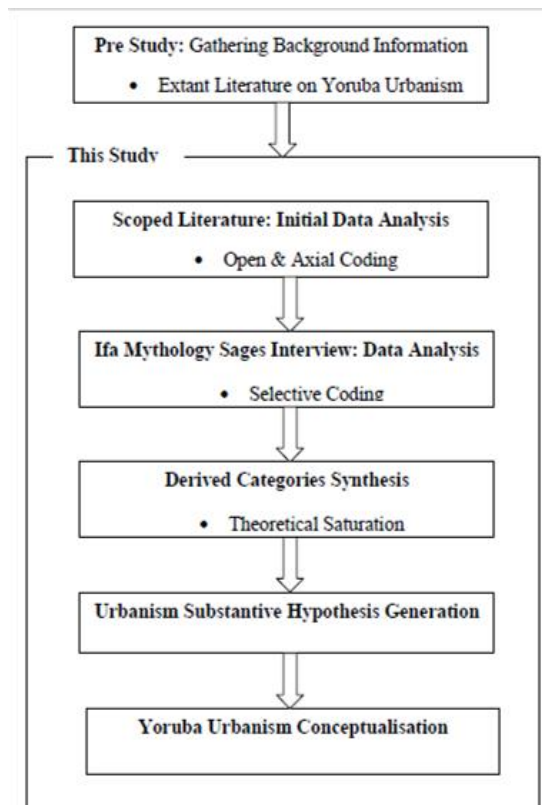 Pre Study: Gathering Background Information
• Extant Literature on Yoruba Urbanism
This Study
Scoped Literature: Initial Data Analysis
• Open & Axial Coding
Ifa Mythology Sages Interview: Data Analysis
• Selective Coding
Derived Categories Synthesis
• Theoretical Saturation
Urbanism Substantive Hypothesis Generation
Yoruba Urbanism Conceptualisation